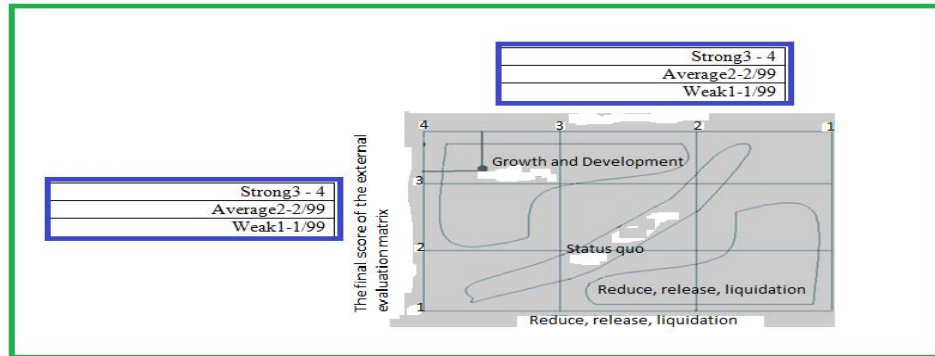 Strong3 - 4
Average2-2/99
Weak1-1/99
4 3 2 1
The final score of the external
evaluation matrix
Strong3 - 4
Average2-2/99
Weak1-1/99
Growth and Development
3
2
Status quo
Reduce, release, liquidation
1
Reduce, release, liquidation